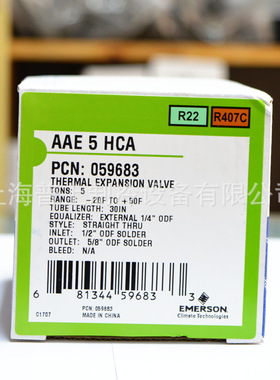 R22 R407C
AAE 5 HCA
PCN: 059683
THERMAL EXPANSION VALVE
TONS: 5
RANGE: -20F TO +50F
TUBE LENGTH: 30IN
EQUALIZER: EXTERNAL 1/4" ODF
STYLE: STRAIGHT THRU
INLET: 1/2" ODF SOLDER
OUTLET: 5/8" ODF SOLDER
BLEED: N/A
6 81344 59683 3
C1707
PCN: 059683
MADE IN CHINA
EMERSON
Climate Technologies